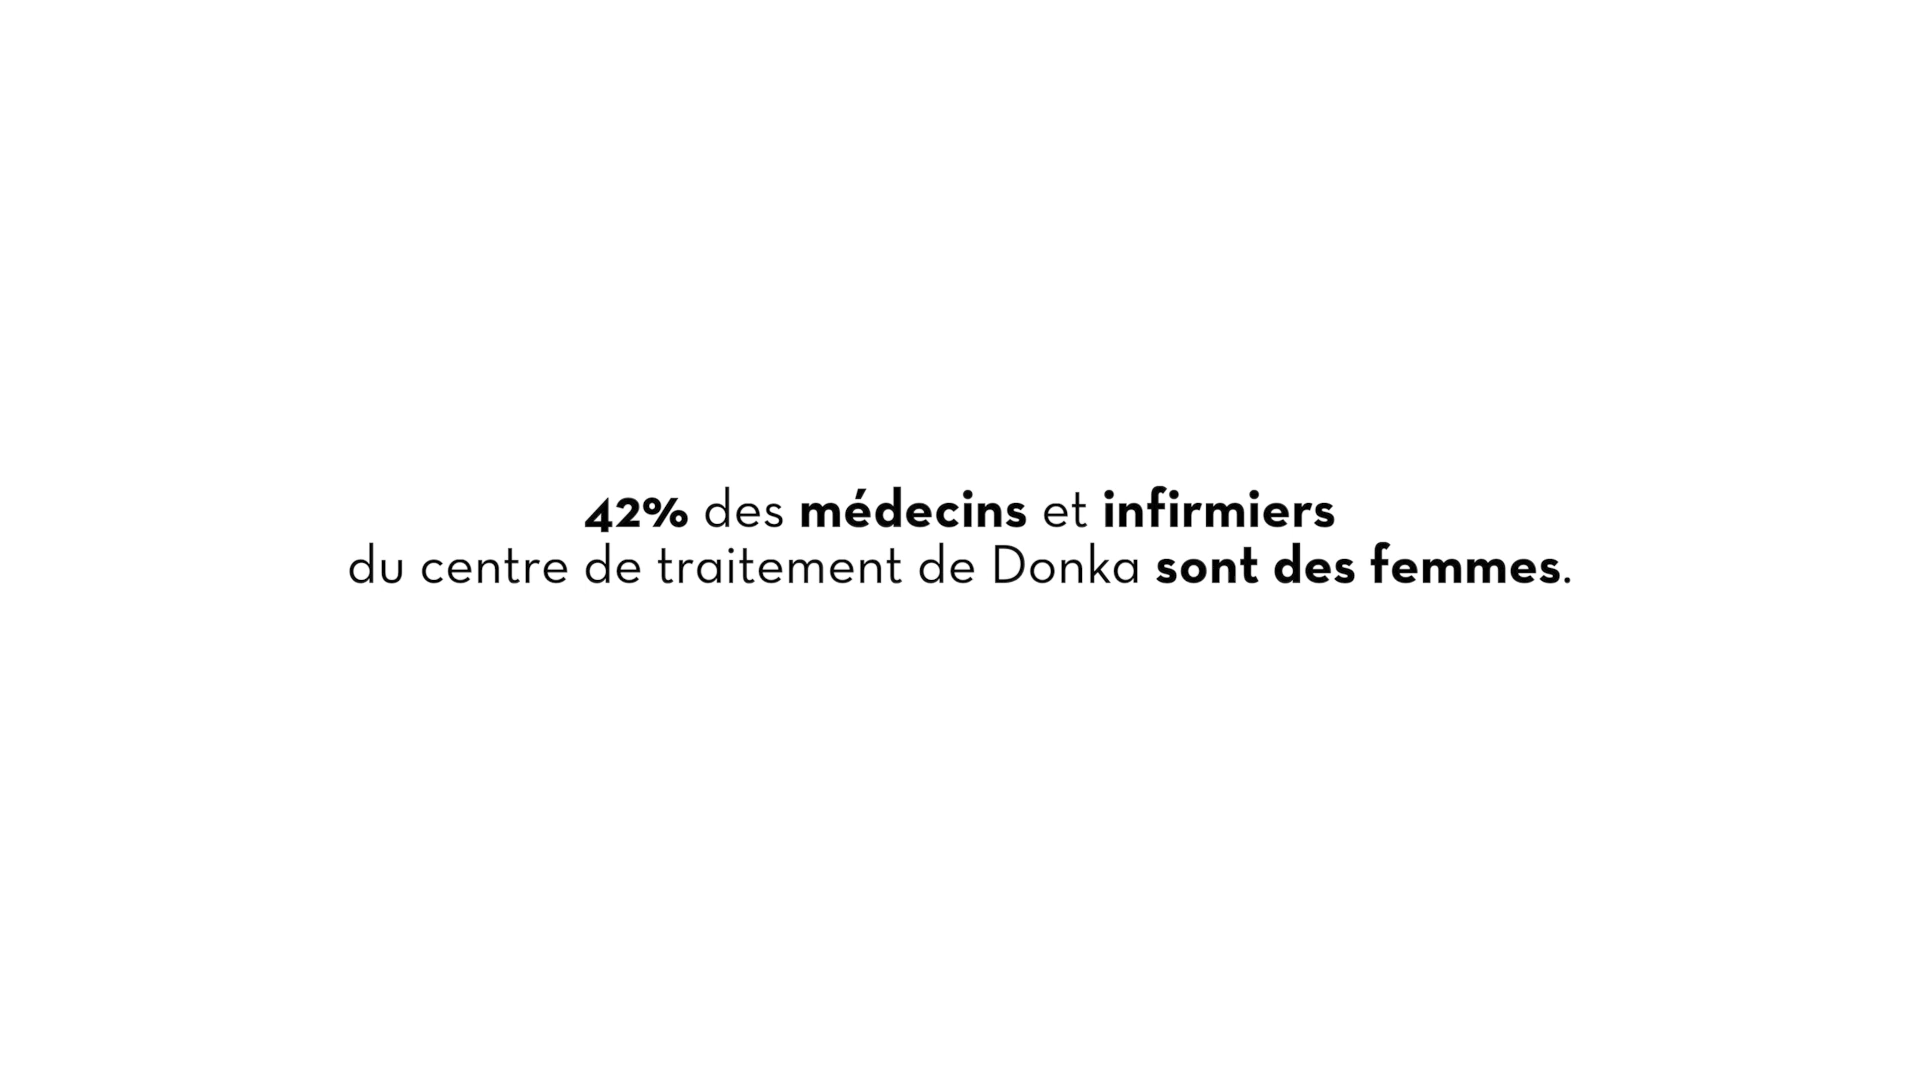 42% des médecins et infirmiers
du centre de traitement de Donka sont des femmes.